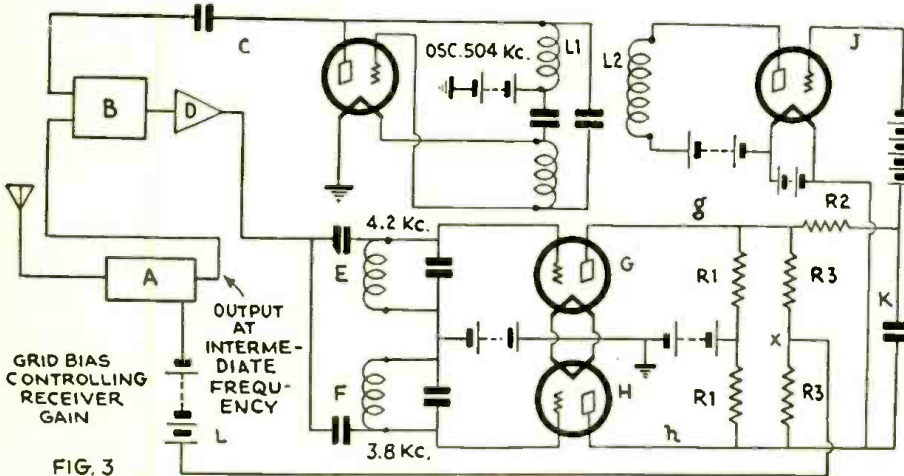 C
OSC. 504 Kc.
L1
L2
J
B
D
R2
4.2 Kc.
g
E
G
R1
R3
K
A
OUTPUT
AT
INTERME-
DIATE
FREQU-
ENCY
X
GRID BIAS
CONTROLLING
RECEIVER
GAIN
F
H
R1
R3
L
h
3.8 Kc.
FIG. 3